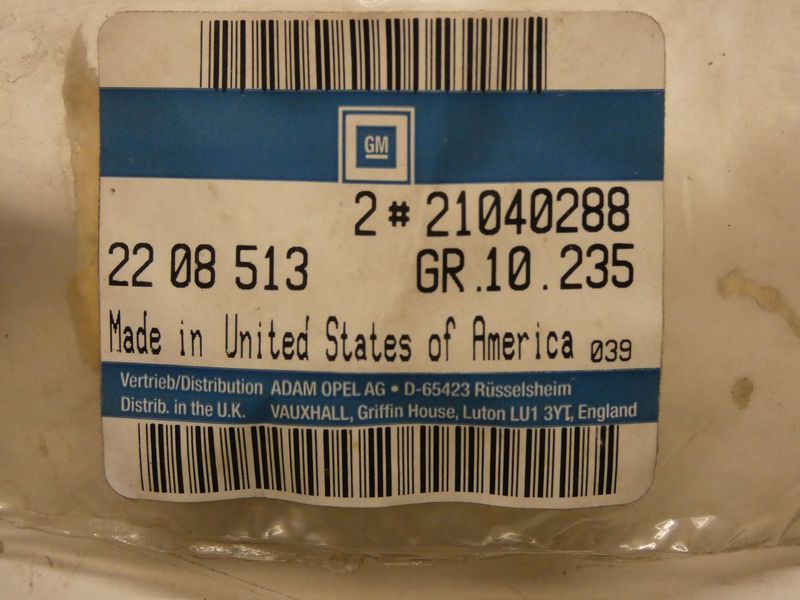 GM
2 # 21040288
22 08 513 GR.10.235
Made in United States of America 039
Vertrieb/Distribution ADAM OPEL AG • D-65423 Rüsselsheim
Distrib. in the U.K. VAUXHALL, Griffin House, Luton LU1 3YT, England